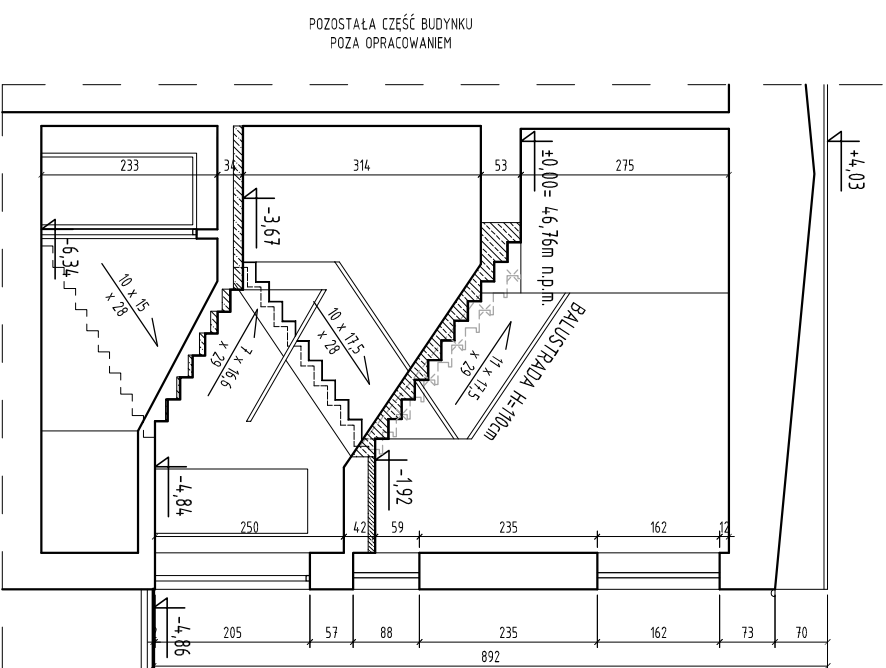 POZOSTAŁA CZĘŚĆ BUDYNKU
POZA OPRACOWANIEM
233
34
314
53
275
±0,00= 46,76m n.p.m.
+4,03
-3,67
-6,34
10 x 15
x 28
7 x 16,6
x 29
10 x 17,5
x 28
11 x 17,5
x 29
BALUSTRADA H=110cm
-1,92
-4,84
250
42
59
235
162
12
-4,86
205
57
88
235
162
73
70
892